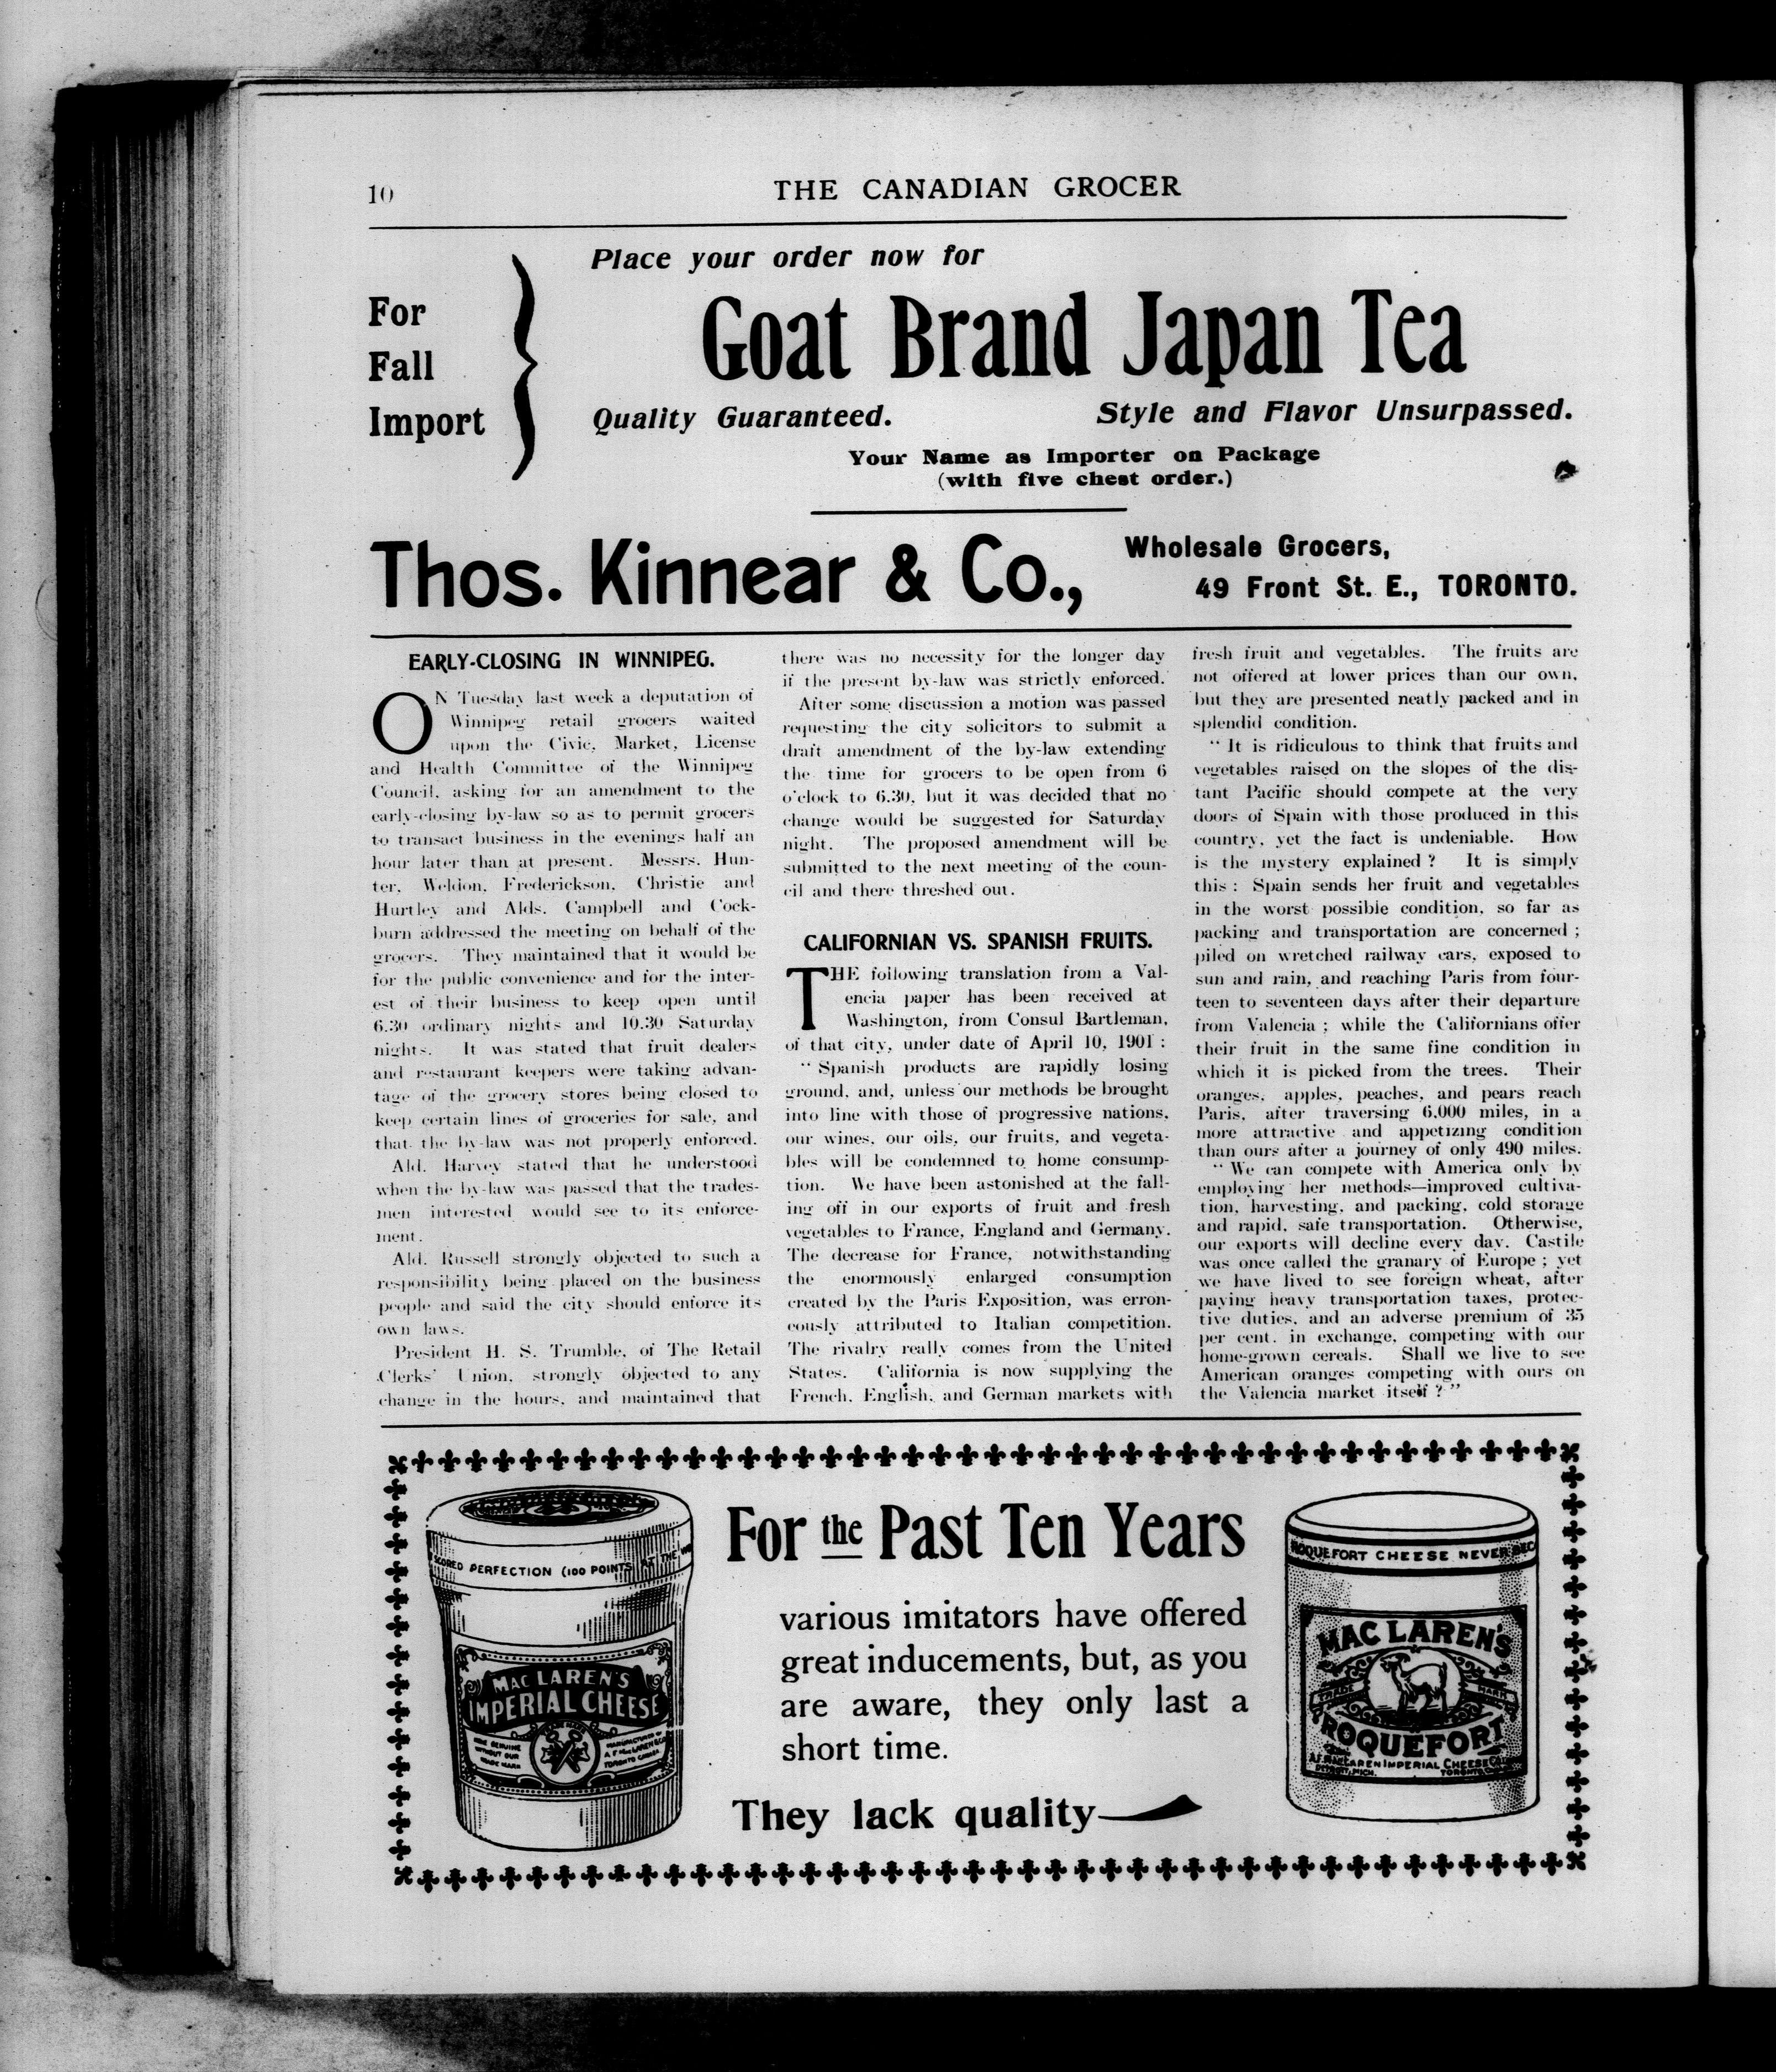 10
THE CANADIAN GROCER
For
Fall
Import
Place your order now for
Goat Brand Japan Tea
Quality Guaranteed. Style and Flavor Unsurpassed.
Your Name as Importer on Package
(with five chest order.)
Thos. Kinnear & Co.,
Wholesale Grocers,
49 Front St. E., TORONTO.
EARLY-CLOSING IN WINNIPEG.
ON Tuesday last week a deputation of
Winnipeg retail grocers waited
upon the Civic, Market, License
and Health Committee of the Winnipeg
Council, asking for an amendment to the
early-closing by-law so as to permit grocers
to transact business in the evenings half an
hour later than at present. Messrs. Hun-
ter, Weldon, Frederickson, Christie and
Hurtley and Alds. Campbell and Cock-
burn addressed the meeting on behalf of the
grocers. They maintained that it would be
for the public convenience and for the inter-
est of their business to keep open until
6.30 ordinary nights and 10.30 Saturday
nights. It was stated that fruit dealers
and restaurant keepers were taking advan-
tage of the grocery stores being closed to
keep certain lines of groceries for sale, and
that the by-law was not properly enforced.
Ald. Harvey stated that he understood
when the by-law was passed that the trades-
men interested would see to its enforce-
ment.
Ald. Russell strongly objected to such a
responsibility being placed on the business
people and said the city should enforce its
own laws.
President H. S. Trumble, of The Retail
Clerks' Union, strongly objected to any
change in the hours, and maintained that
there was no necessity for the longer day
if the present by-law was strictly enforced.
After some discussion a motion was passed
requesting the city solicitors to submit a
draft amendment of the by-law extending
the time for grocers to be open from 6
o'clock to 6.30, but it was decided that no
change would be suggested for Saturday
night. The proposed amendment will be
submitted to the next meeting of the coun-
cil and there threshed out.
CALIFORNIAN VS. SPANISH FRUITS.
THE following translation from a Val-
encia paper has been received at
Washington, from Consul Bartleman,
of that city, under date of April 10, 1901 :
" Spanish products are rapidly losing
ground, and, unless our methods be brought
into line with those of progressive nations,
our wines, our oils, our fruits, and vegeta-
bles will be condemned to home consump-
tion. We have been astonished at the fall-
ing off in our exports of fruit and fresh
vegetables to France, England and Germany.
The decrease for France, notwithstanding
the enormously enlarged consumption
created by the Paris Exposition, was erron-
eously attributed to Italian competition.
The rivalry really comes from the United
States. California is now supplying the
French, English, and German markets with
fresh fruit and vegetables. The fruits are
not offered at lower prices than our own,
but they are presented neatly packed and in
splendid condition.
" It is ridiculous to think that fruits and
vegetables raised on the slopes of the dis-
tant Pacific should compete at the very
doors of Spain with those produced in this
country, yet the fact is undeniable. How
is the mystery explained ? It is simply
this : Spain sends her fruit and vegetables
in the worst possible condition, so far as
packing and transportation are concerned ;
piled on wretched railway cars, exposed to
sun and rain, and reaching Paris from four-
teen to seventeen days after their departure
from Valencia ; while the Californians offer
their fruit in the same fine condition in
which it is picked from the trees. Their
oranges, apples, peaches, and pears reach
Paris, after traversing 6,000 miles, in a
more attractive and appetizing condition
than ours after a journey of only 490 miles.
" We can compete with America only by
employing her methods—improved cultiva-
tion, harvesting, and packing, cold storage
and rapid, safe transportation. Otherwise,
our exports will decline every day. Castile
was once called the granary of Europe ; yet
we have lived to see foreign wheat, after
paying heavy transportation taxes, protec-
tive duties, and an adverse premium of 35
per cent. in exchange, competing with our
home-grown cereals. Shall we live to see
American oranges competing with ours on
the Valencia market itself ? "
SCORED PERFECTION (100 POINTS) AT THE W
MACLAREN'S
IMPERIAL CHEESE
NONE GENUINE
WITHOUT OUR
TRADE MARK
MANUFACTURED BY
A.F. MACLAREN & CO.
TORONTO CANADA
For the Past Ten Years
various imitators have offered
great inducements, but, as you
are aware, they only last a
short time.
They lack quality
ROQUEFORT CHEESE NEVER BEC
MACLAREN'S
TRADE MARK
ROQUEFORT
A.F. MACLAREN IMPERIAL CHEESE CO.
DETROIT, MICH. TORONTO,